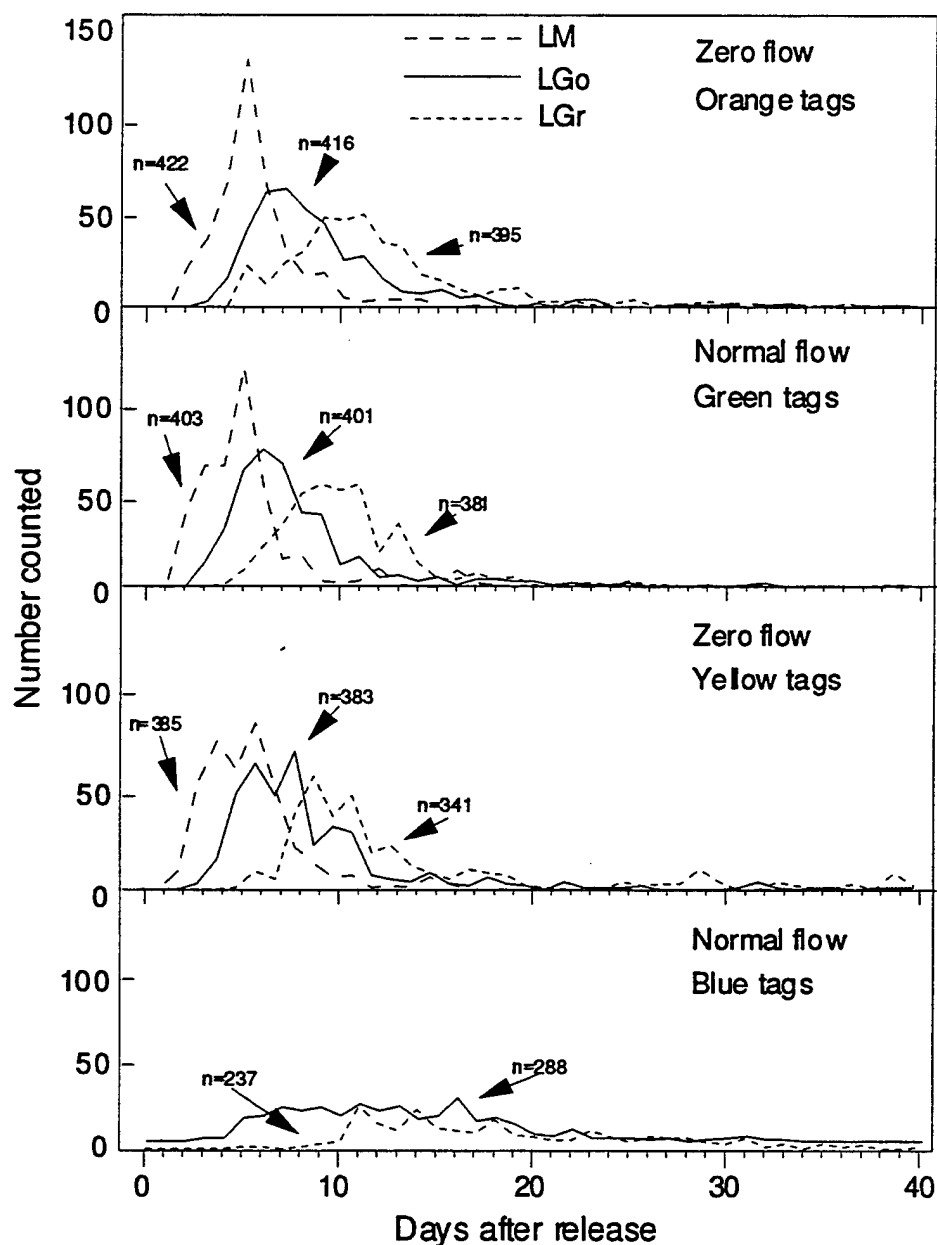 150
100
50
0
LM
LGo
LGr
Zero flow
Orange tags
n=422
n=416
n=395
100
50
0
Normal flow
Green tags
n=403
n=401
n=381
100
50
0
Zero flow
Yellow tags
n=385
n=383
n=341
100
50
0
Normal flow
Blue tags
n=237
n=288
Number counted
0 10 20 30 40
Days after release